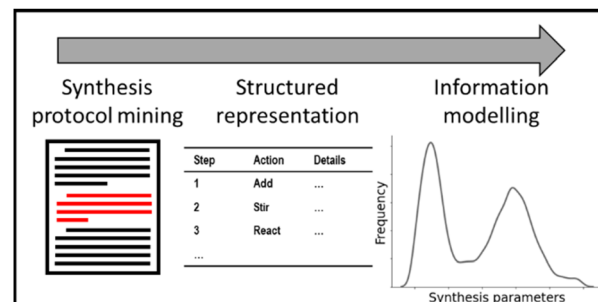 Synthesis
protocol mining
Structured
representation
Information
modelling
Step Action Details
1 Add ...
2 Stir ...
3 React ...
...
Frequency
Synthesis parameters